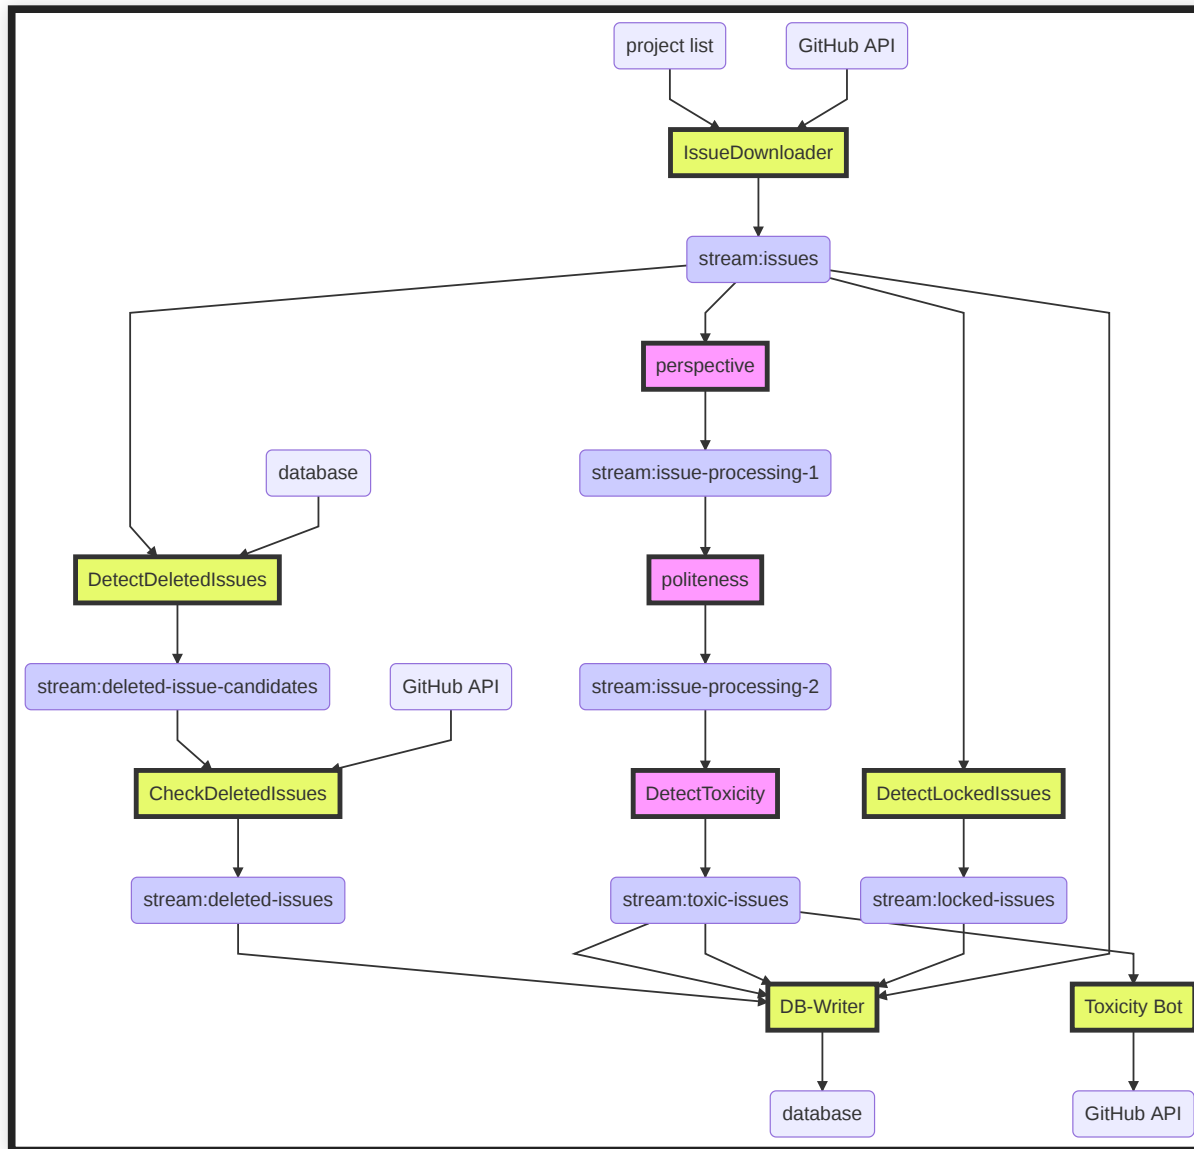 project list
GitHub API
IssueDownloader
stream:issues
perspective
database
stream:issue-processing-1
DetectDeletedIssues
politeness
stream:deleted-issue-candidates
GitHub API
stream:issue-processing-2
CheckDeletedIssues
DetectToxicity
DetectLockedIssues
stream:deleted-issues
stream:toxic-issues
stream:locked-issues
DB-Writer
Toxicity Bot
database
GitHub API